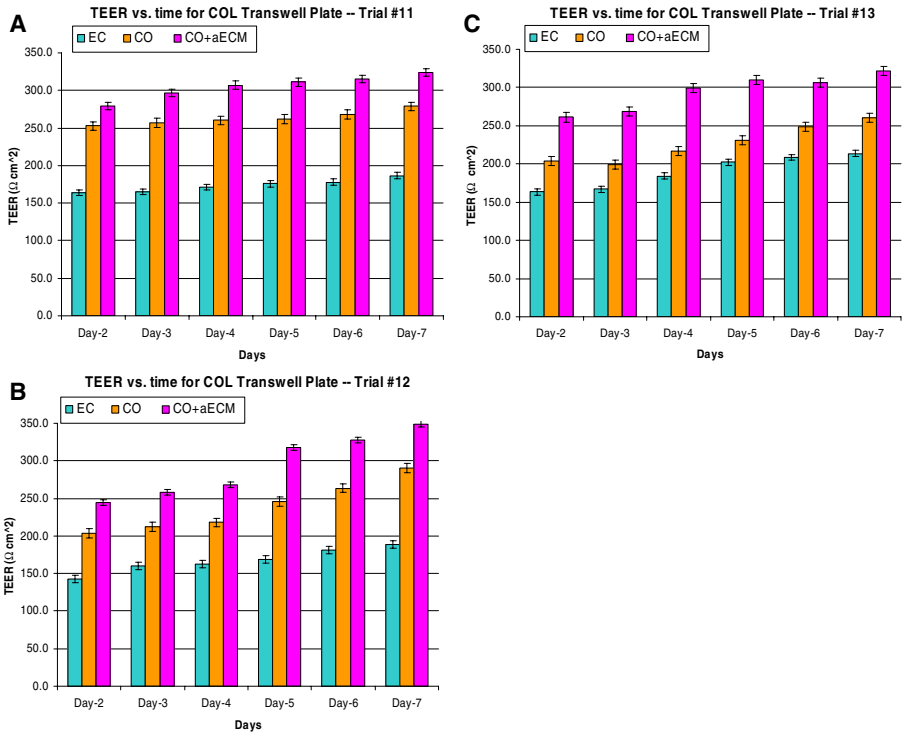 A
TEER vs. time for COL Transwell Plate -- Trial #11
EC CO CO+aECM
TEER (Ω cm^2)
350.0
300.0
250.0
200.0
150.0
100.0
50.0
0.0
Day-2 Day-3 Day-4 Day-5 Day-6 Day-7
Days
B
TEER vs. time for COL Transwell Plate -- Trial #12
EC CO CO+aECM
TEER (Ω cm^2)
350.0
300.0
250.0
200.0
150.0
100.0
50.0
0.0
Day-2 Day-3 Day-4 Day-5 Day-6 Day-7
Days
C
TEER vs. time for COL Transwell Plate -- Trial #13
EC CO CO+aECM
TEER (Ω cm^2)
350.0
300.0
250.0
200.0
150.0
100.0
50.0
0.0
Day-2 Day-3 Day-4 Day-5 Day-6 Day-7
Days